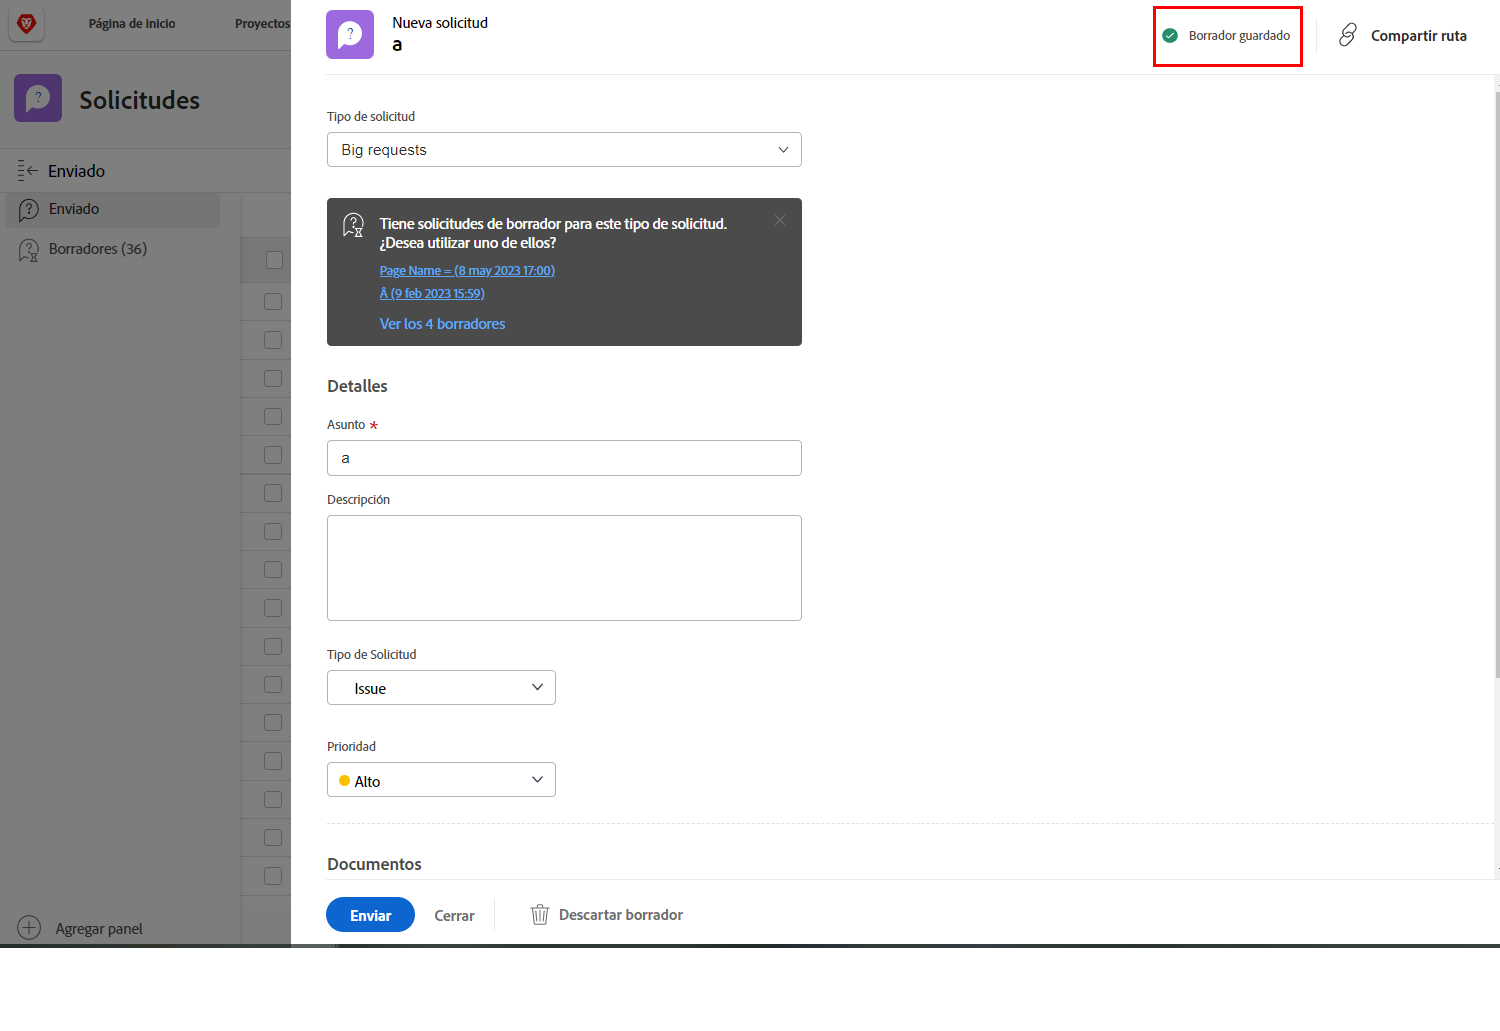 Página de inicio
Proyectos
Solicitudes
Enviado
Enviado
Borradores (36)
Agregar panel
Nueva solicitud
a
Borrador guardado
Compartir ruta
Tipo de solicitud
Big requests
Tiene solicitudes de borrador para este tipo de solicitud.
¿Desea utilizar uno de ellos?
Page Name = (8 may 2023 17:00)
Â (9 feb 2023 15:59)
Ver los 4 borradores
Detalles
Asunto *
a
Descripción
Tipo de Solicitud
Issue
Prioridad
Alto
Documentos
Enviar
Cerrar
Descartar borrador